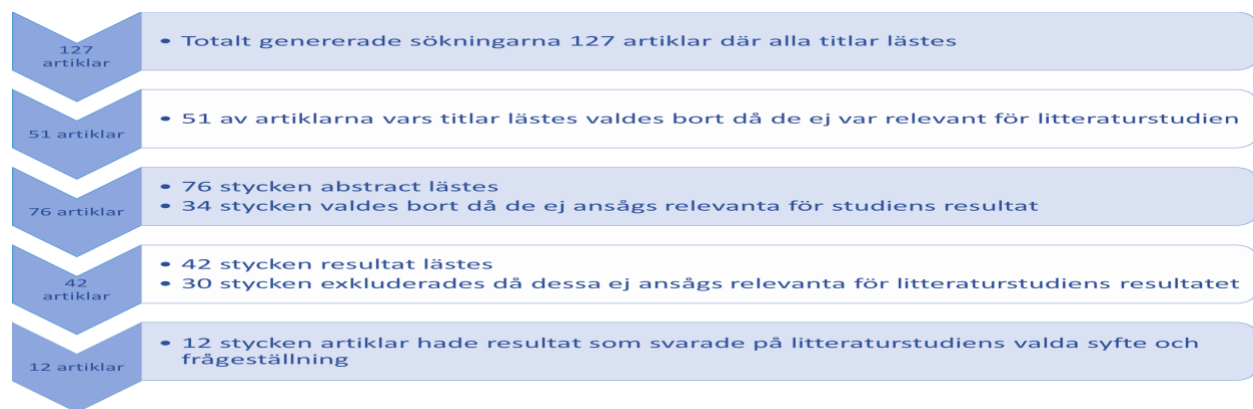 127
artiklar
• Totalt genererade sökningarna 127 artiklar där alla titlar lästes
51 artiklar
• 51 av artiklarna vars titlar lästes valdes bort då de ej var relevant för litteraturstudien
76 artiklar
• 76 stycken abstract lästes
• 34 stycken valdes bort då de ej ansågs relevanta för studiens resultat
42
artiklar
• 42 stycken resultat lästes
• 30 stycken exkluderades då dessa ej ansågs relevanta för litteraturstudiens resultatet
12 artiklar
• 12 stycken artiklar hade resultat som svarade på litteraturstudiens valda syfte och
frågeställning